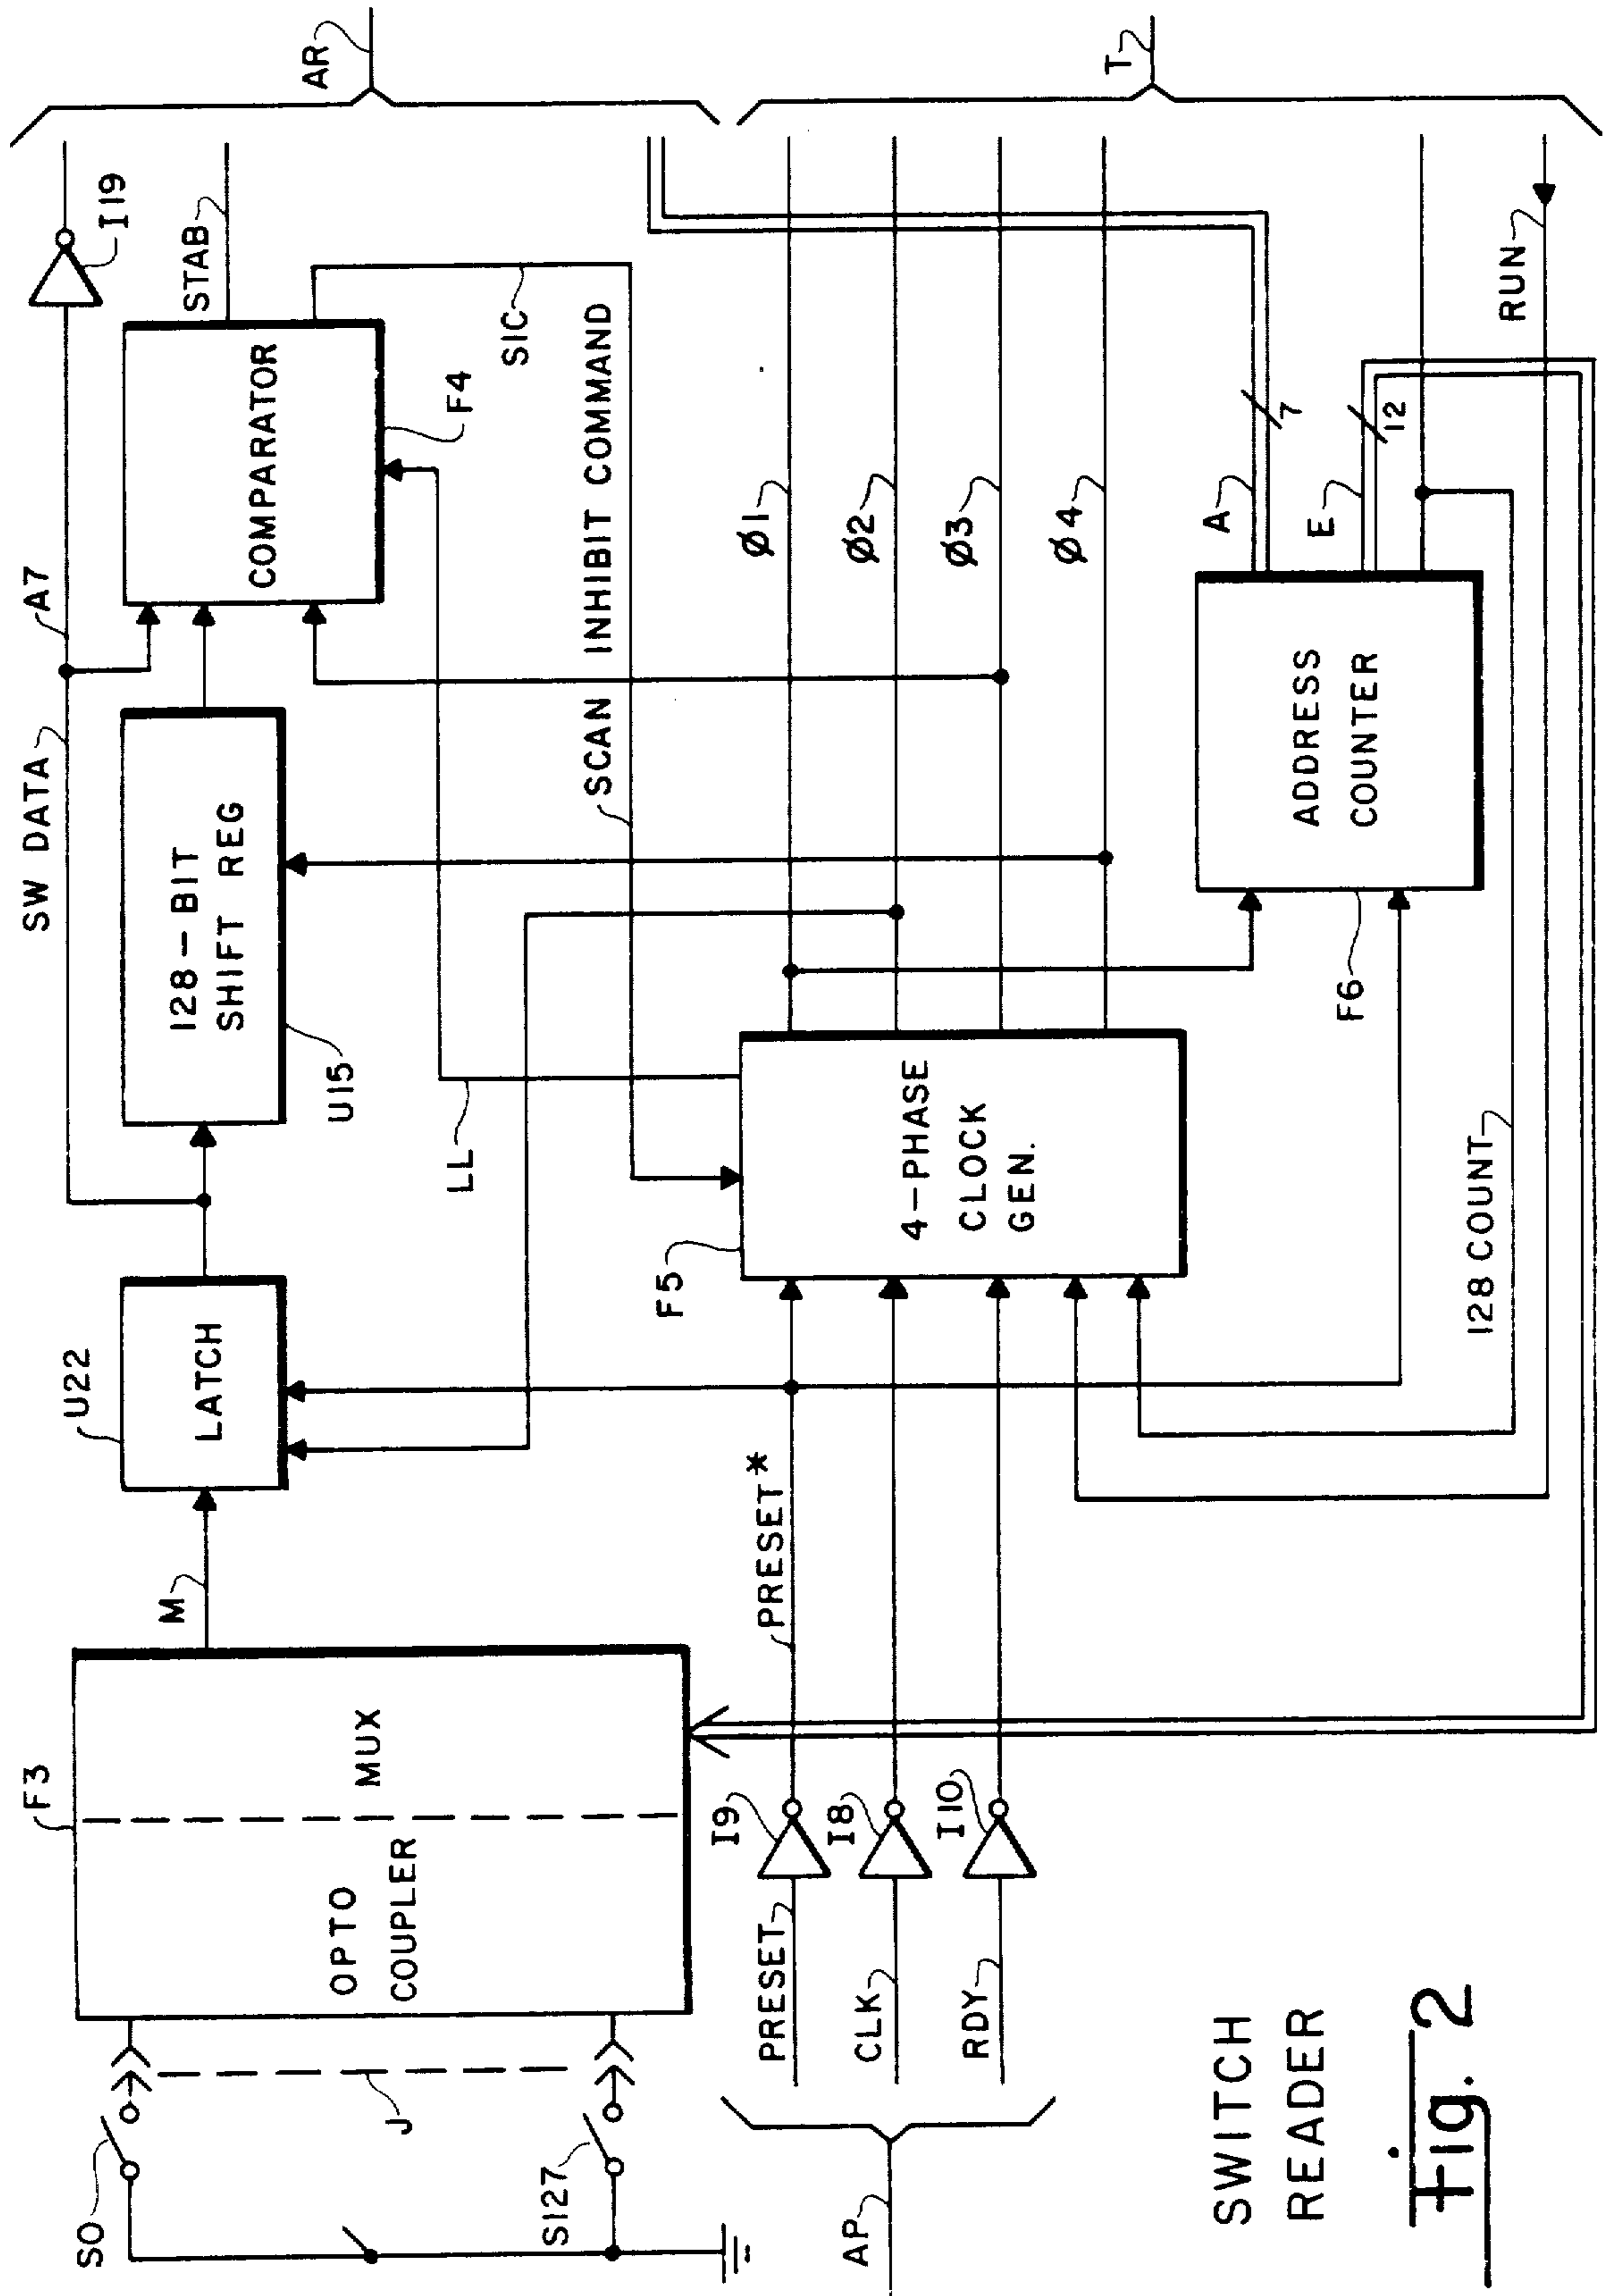 S0
S127
J
F3
OPTO
COUPLER
MUX
M
U22
LATCH
SW DATA
A7
I19
128-BIT
SHIFT REG
U15
COMPARATOR
F4
STAB
SIC
AR
LL
SCAN INHIBIT COMMAND
AP
PRESET
CLK
RDY
I9
I8
I10
PRESET*
F5
4-PHASE
CLOCK
GEN.
Ø1
Ø2
Ø3
Ø4
T
F6
ADDRESS
COUNTER
A
7
E
12
128 COUNT
RUN
SWITCH
READER
Fig. 2